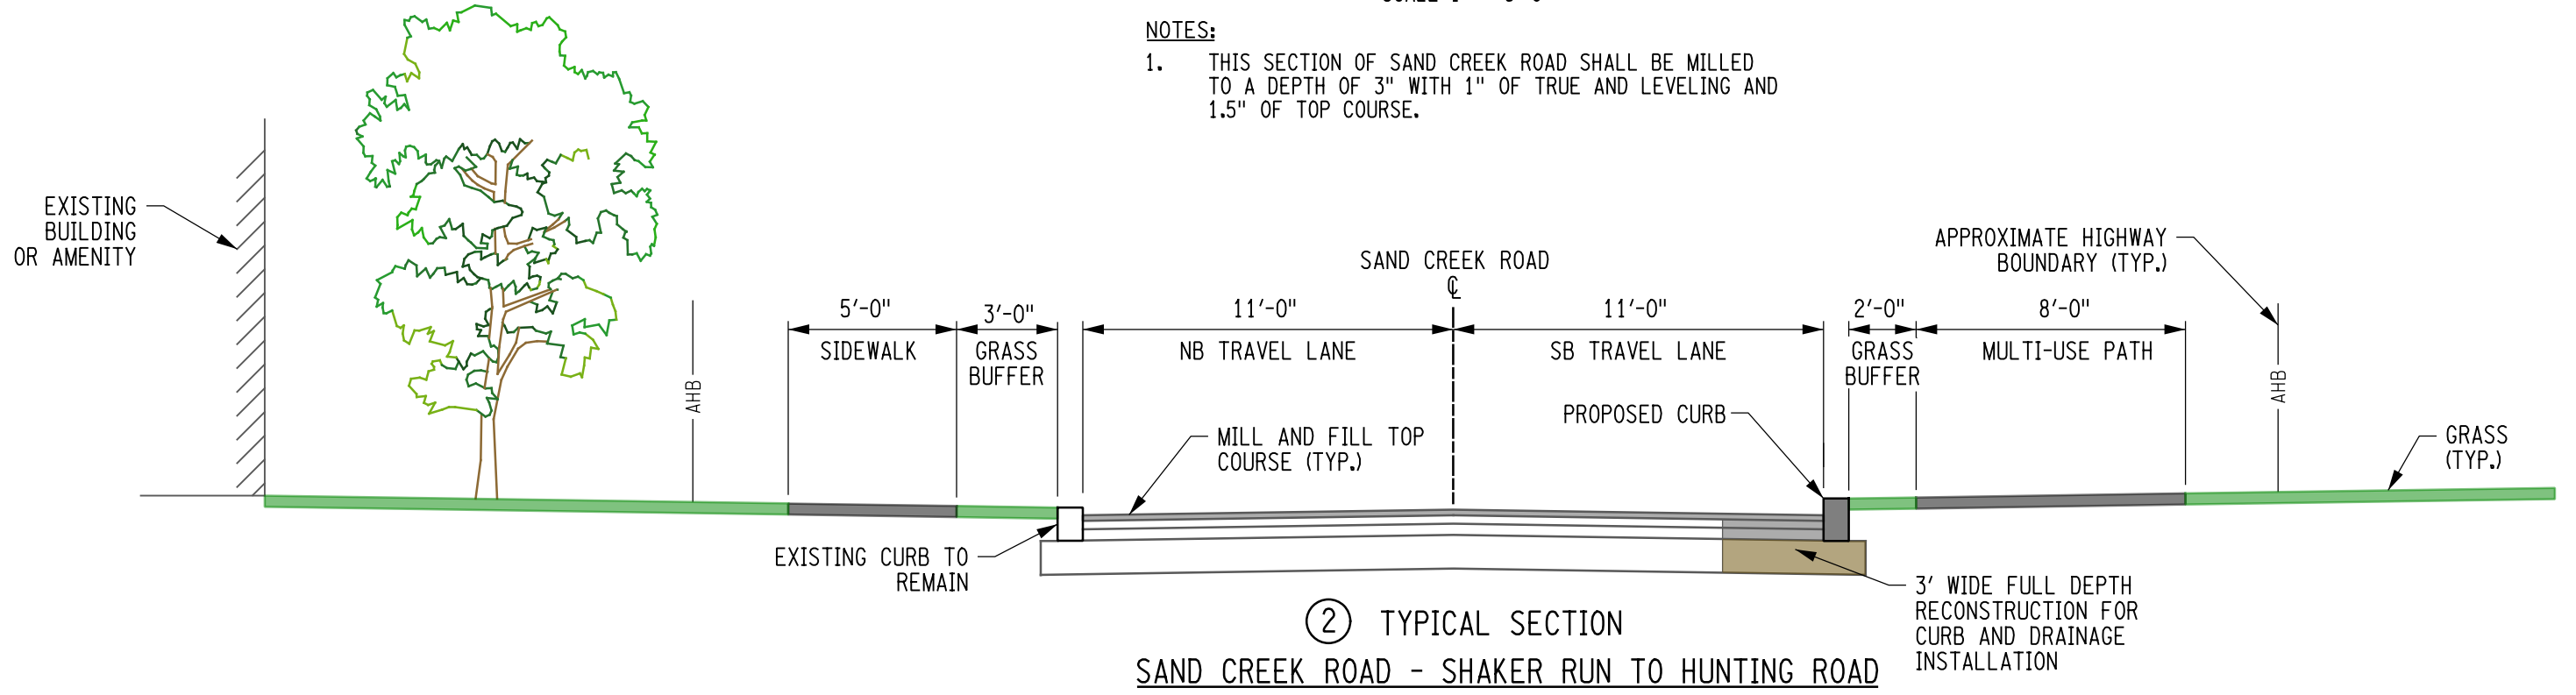 NOTES:
1. THIS SECTION OF SAND CREEK ROAD SHALL BE MILLED
TO A DEPTH OF 3" WITH 1" OF TRUE AND LEVELING AND
1.5" OF TOP COURSE.
EXISTING
BUILDING
OR AMENITY
APPROXIMATE HIGHWAY
BOUNDARY (TYP.)
SAND CREEK ROAD
℄
5'-0"
3'-0"
11'-0"
11'-0"
2'-0"
8'-0"
SIDEWALK
GRASS
BUFFER
NB TRAVEL LANE
SB TRAVEL LANE
GRASS
BUFFER
MULTI-USE PATH
AHB
AHB
PROPOSED CURB
MILL AND FILL TOP
COURSE (TYP.)
GRASS
(TYP.)
EXISTING CURB TO
REMAIN
3' WIDE FULL DEPTH
RECONSTRUCTION FOR
CURB AND DRAINAGE
INSTALLATION
2 TYPICAL SECTION
SAND CREEK ROAD - SHAKER RUN TO HUNTING ROAD